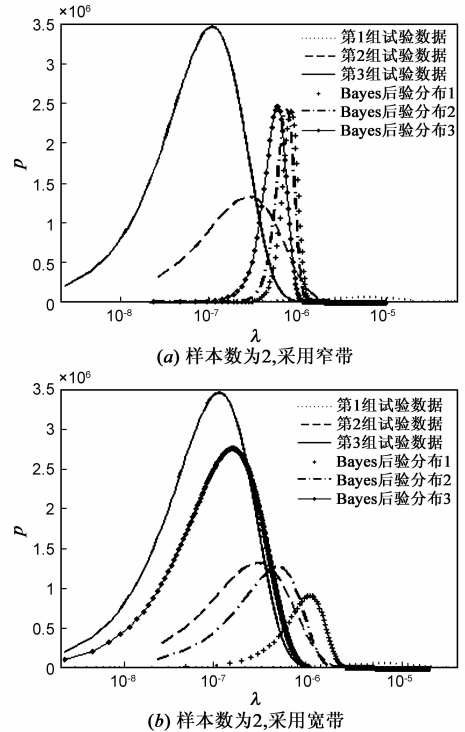 ×10⁶
3.5
3
2.5
2
1.5
1
0.5
0
p
第1组试验数据
第2组试验数据
第3组试验数据
Bayes后验分布1
Bayes后验分布2
Bayes后验分布3
10⁻⁸ 10⁻⁷ 10⁻⁶ 10⁻⁵
λ
(a) 样本数为2,采用窄带
×10⁶
3.5
3
2.5
2
1.5
1
0.5
0
p
第1组试验数据
第2组试验数据
第3组试验数据
Bayes后验分布1
Bayes后验分布2
Bayes后验分布3
10⁻⁸ 10⁻⁷ 10⁻⁶ 10⁻⁵
λ
(b) 样本数为2,采用宽带